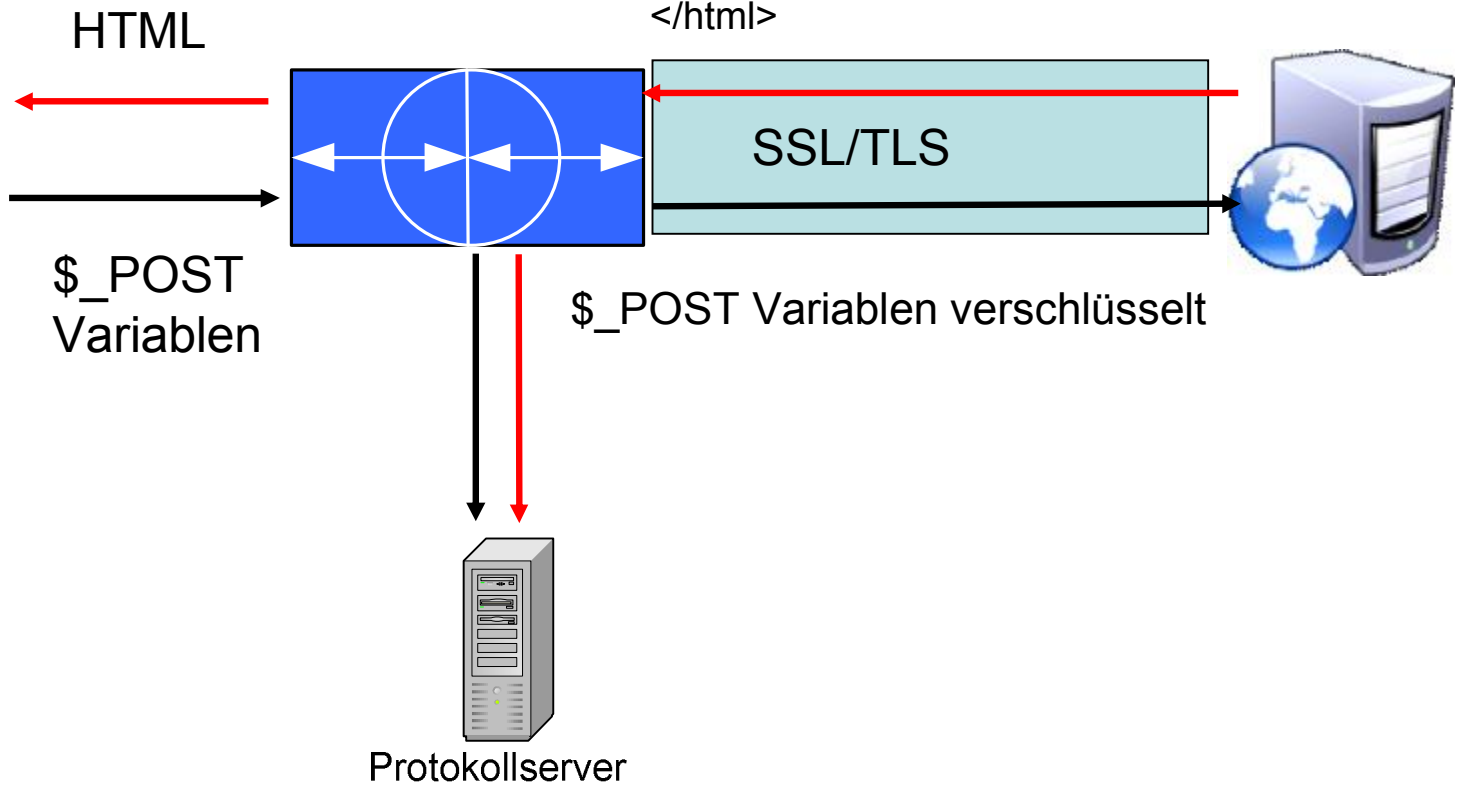 </html>
HTML
SSL/TLS
$_POST
Variablen
$_POST Variablen verschlüsselt
Protokollserver